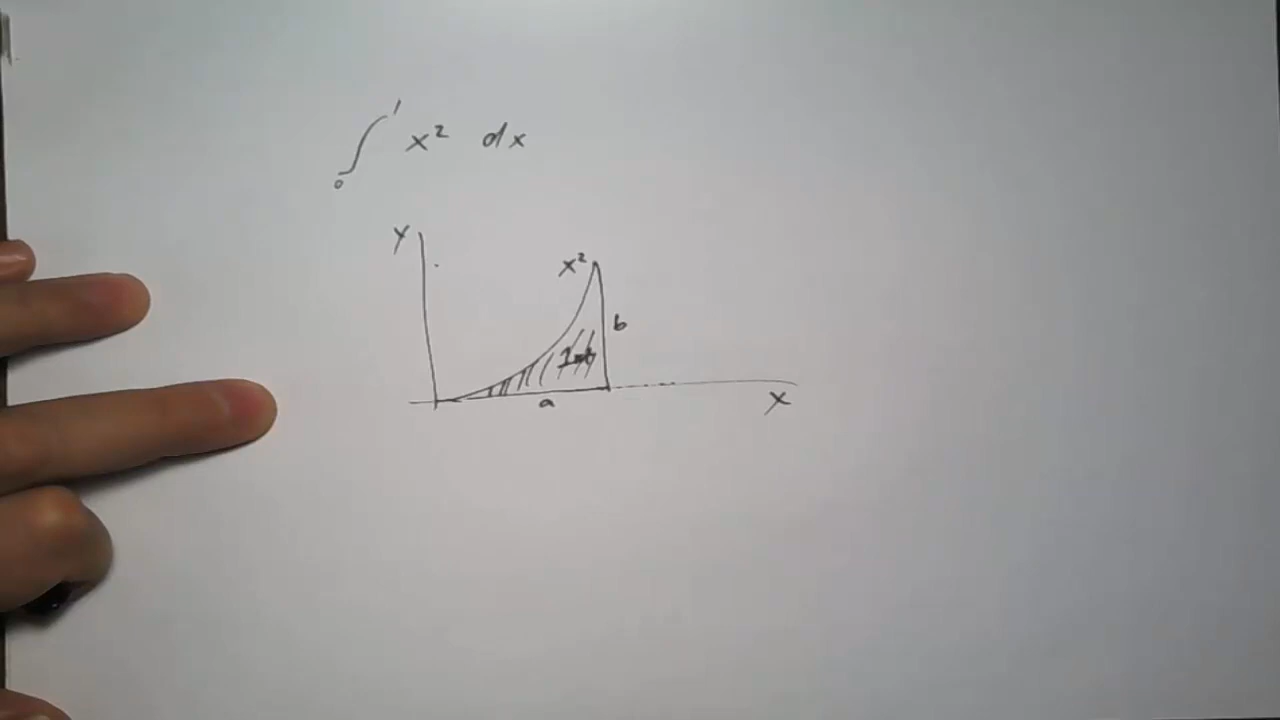 ∫₀¹ x² dx
y
x²
b
a
x